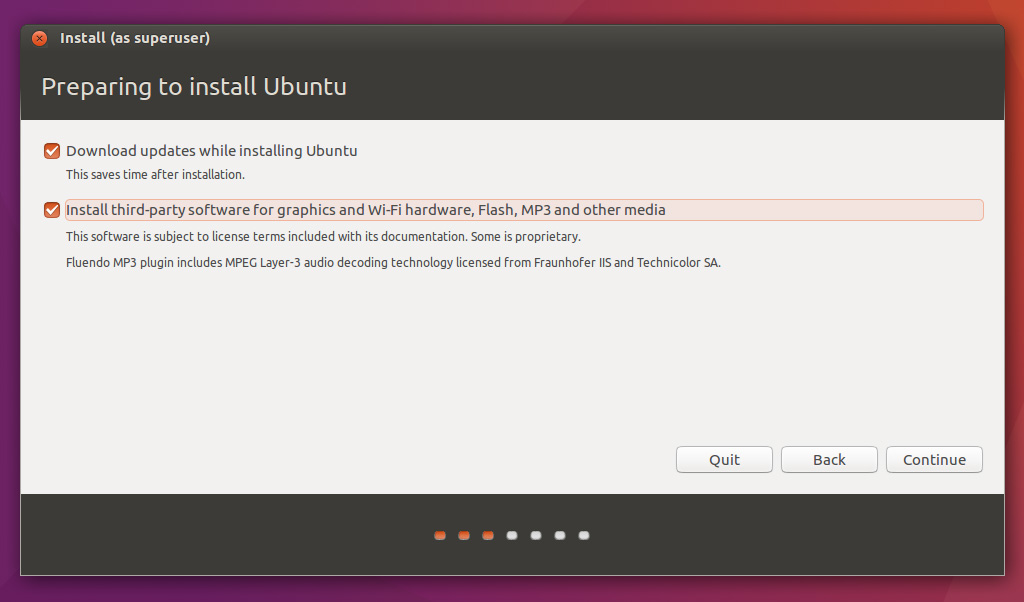 Install (as superuser)
Preparing to install Ubuntu
Download updates while installing Ubuntu
This saves time after installation.
Install third-party software for graphics and Wi-Fi hardware, Flash, MP3 and other media
This software is subject to license terms included with its documentation. Some is proprietary.
Fluendo MP3 plugin includes MPEG Layer-3 audio decoding technology licensed from Fraunhofer IIS and Technicolor SA.
Quit
Back
Continue